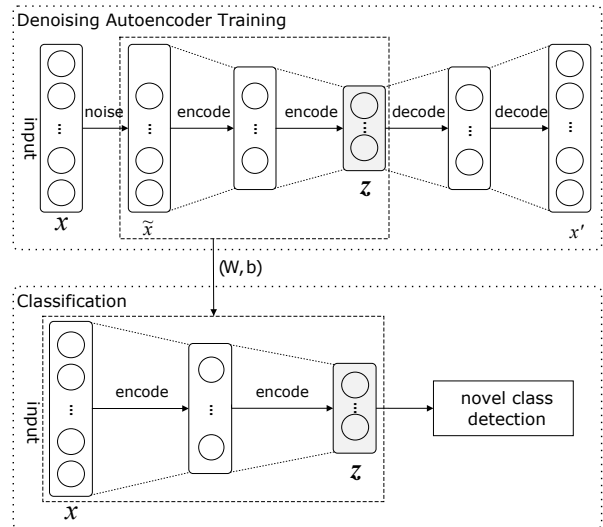 Denoising Autoencoder Training
input
noise
encode
encode
decode
decode
...
...
...
...
...
...
x
x̃
z
x′
(W, b)
Classification
input
encode
encode
...
...
...
novel class
detection
x
z